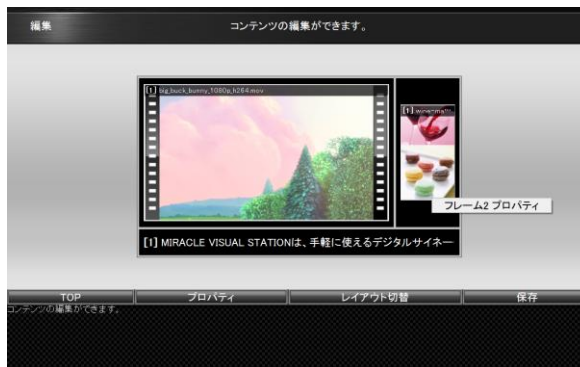 編集
コンテンツの編集ができます。
[1] big_buck_bunny_1080p_h264.mov
[1]
フレーム2 プロパティ
[1] MIRACLE VISUAL STATIONは、手軽に使えるデジタルサイネー
TOP
プロパティ
レイアウト切替
保存
コンテンツの編集ができます。